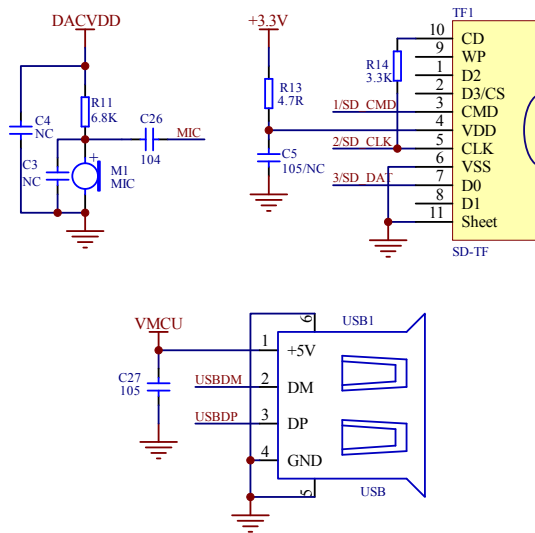 DACVDD
C4
NC
R11
6.8K
C26
104
MIC
C3
NC
+
M1
MIC
+3.3V
R13
4.7R
C5
105/NC
R14
3.3K
1/SD_CMD
2/SD_CLK
3/SD_DAT
TF1
10 CD
9 WP
1 D2
2 D3/CS
3 CMD
4 VDD
5 CLK
6 VSS
7 D0
8 D1
11 Sheet
SD-TF
VMCU
C27
105
USBDM
USBDP
6
USB1
1 +5V
2 DM
3 DP
4 GND
5
USB